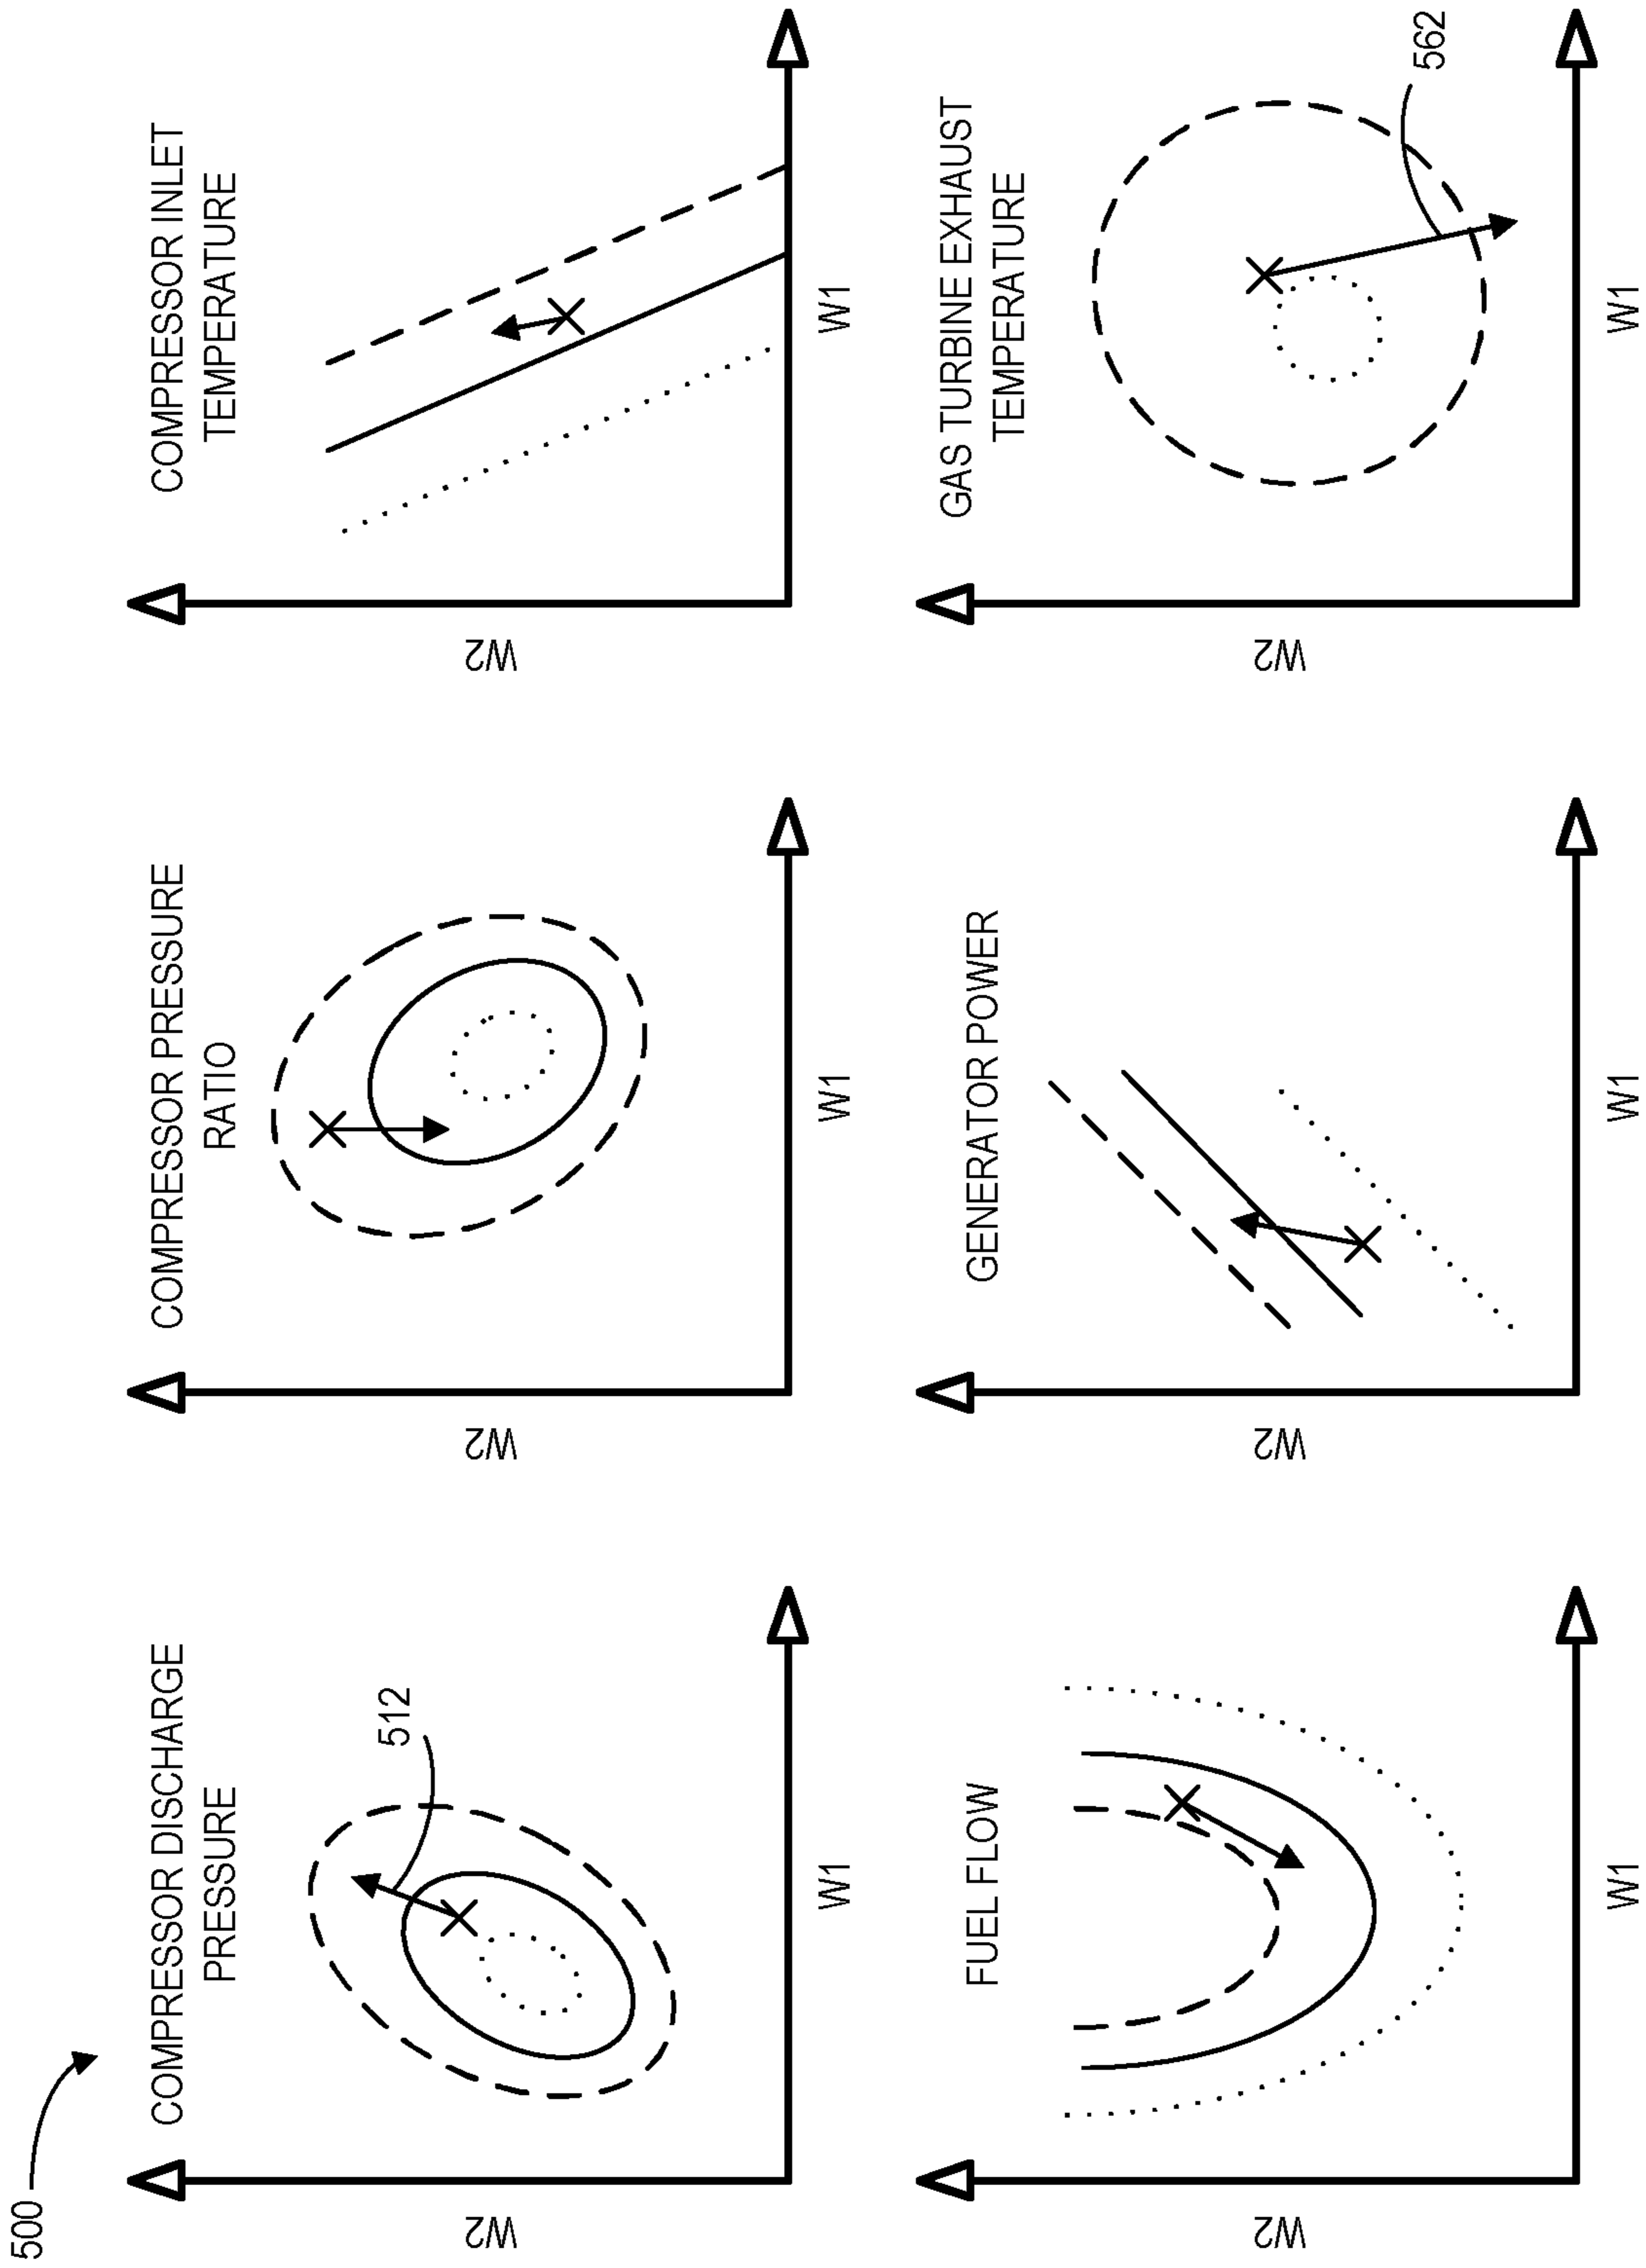 500
COMPRESSOR DISCHARGE
PRESSURE
512
W2
W1
COMPRESSOR PRESSURE
RATIO
W2
W1
COMPRESSOR INLET
TEMPERATURE
W2
W1
FUEL FLOW
W2
W1
GENERATOR POWER
W2
W1
GAS TURBINE EXHAUST
TEMPERATURE
562
W2
W1